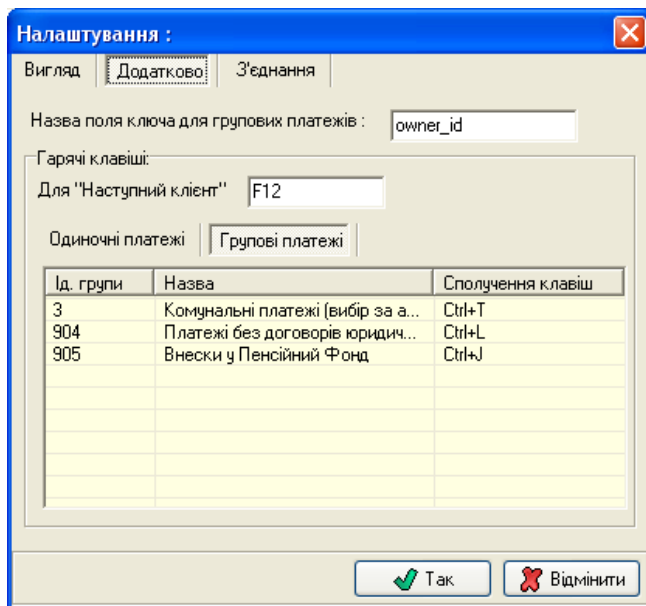 Налаштування :
Вигляд Додатково З'єднання
Назва поля ключа для групових платежів : owner_id
Гарячі клавіші:
Для "Наступний клієнт" F12
Одиночні платежі Групові платежі
Ід. групи Назва Сполучення клавіш
3 Комунальні платежі (вибір за а... Ctrl+T
904 Платежі без договорів юридич... Ctrl+L
905 Внески у Пенсійний Фонд Ctrl+J
Так Відмінити